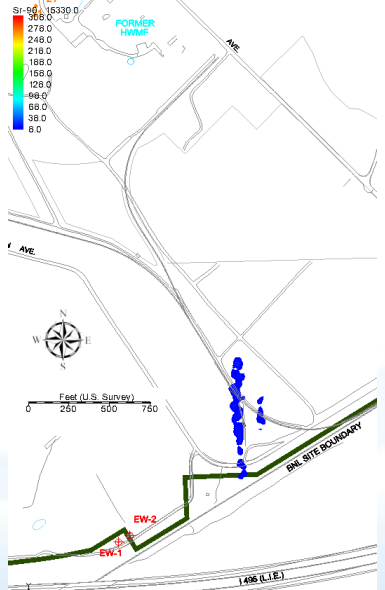 Sr-90 15330.0
308.0
278.0
248.0
218.0
188.0
158.0
128.0
98.0
68.0
38.0
8.0
FORMER
HWMF
AVE.
AVE.
N
W E
S
Feet (U.S. Survey)
0 250 500 750
BNL SITE BOUNDARY
EW-2
EW-1
I 495 (L.I.E.)